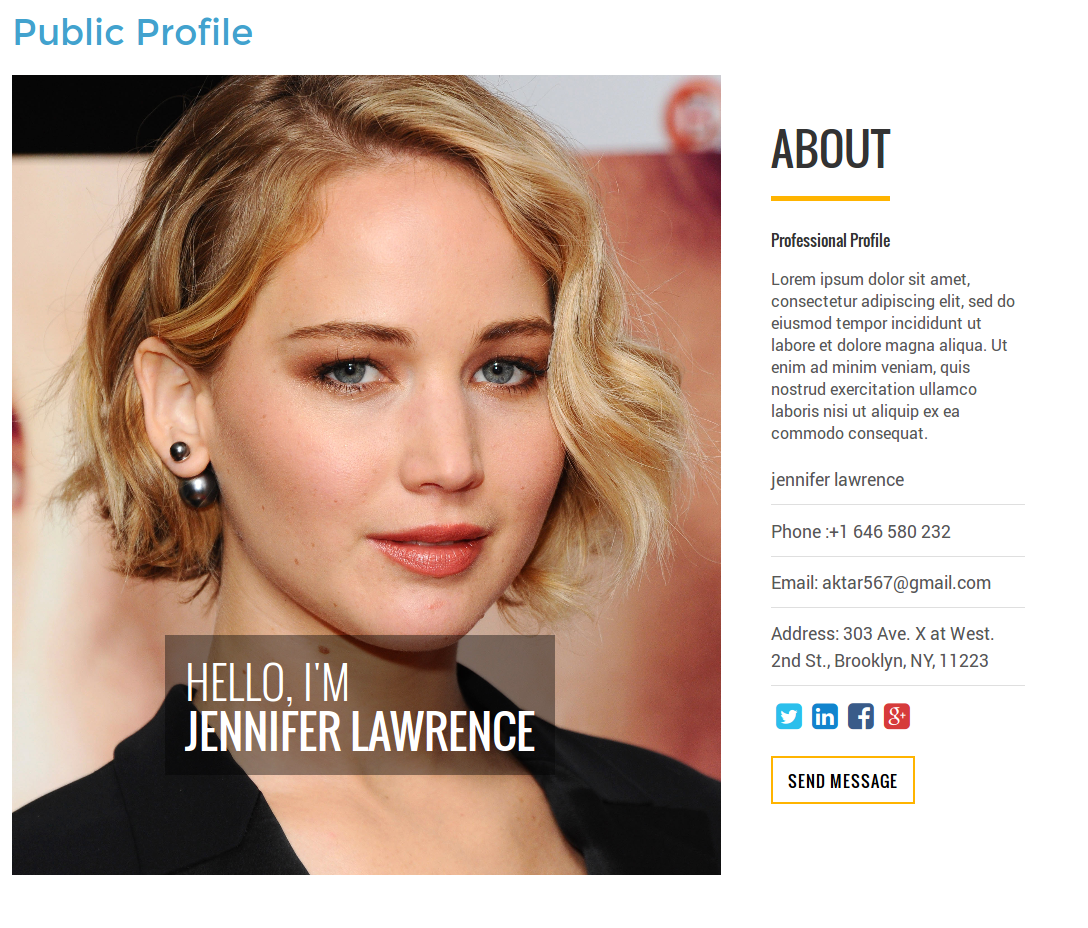 Public Profile
HELLO, I'M
JENNIFER LAWRENCE
ABOUT
Professional Profile
Lorem ipsum dolor sit amet,
consectetur adipiscing elit, sed do
eiusmod tempor incididunt ut
labore et dolore magna aliqua. Ut
enim ad minim veniam, quis
nostrud exercitation ullamco
laboris nisi ut aliquip ex ea
commodo consequat.
jennifer lawrence
Phone :+1 646 580 232
Email: aktar567@gmail.com
Address: 303 Ave. X at West.
2nd St., Brooklyn, NY, 11223
SEND MESSAGE